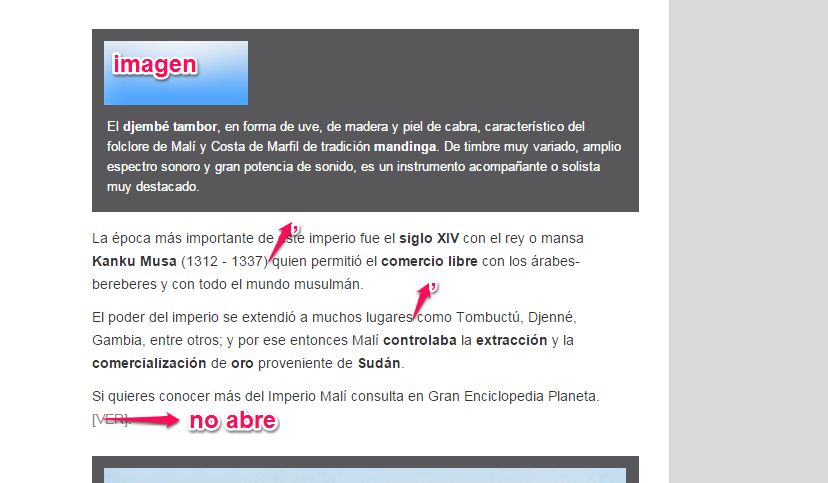 imagen
El djembé tambor, en forma de uve, de madera y piel de cabra, característico del
folclore de Malí y Costa de Marfil de tradición mandinga. De timbre muy variado, amplio
espectro sonoro y gran potencia de sonido, es un instrumento acompañante o solista
muy destacado.
,
La época más importante de este imperio fue el siglo XIV con el rey o mansa
Kanku Musa (1312 - 1337) quien permitió el comercio libre con los árabes-
bereberes y con todo el mundo musulmán.
,
El poder del imperio se extendió a muchos lugares como Tombuctú, Djenné,
Gambia, entre otros; y por ese entonces Malí controlaba la extracción y la
comercialización de oro proveniente de Sudán.
Si quieres conocer más del Imperio Malí consulta en Gran Enciclopedia Planeta.
[VER]. no abre